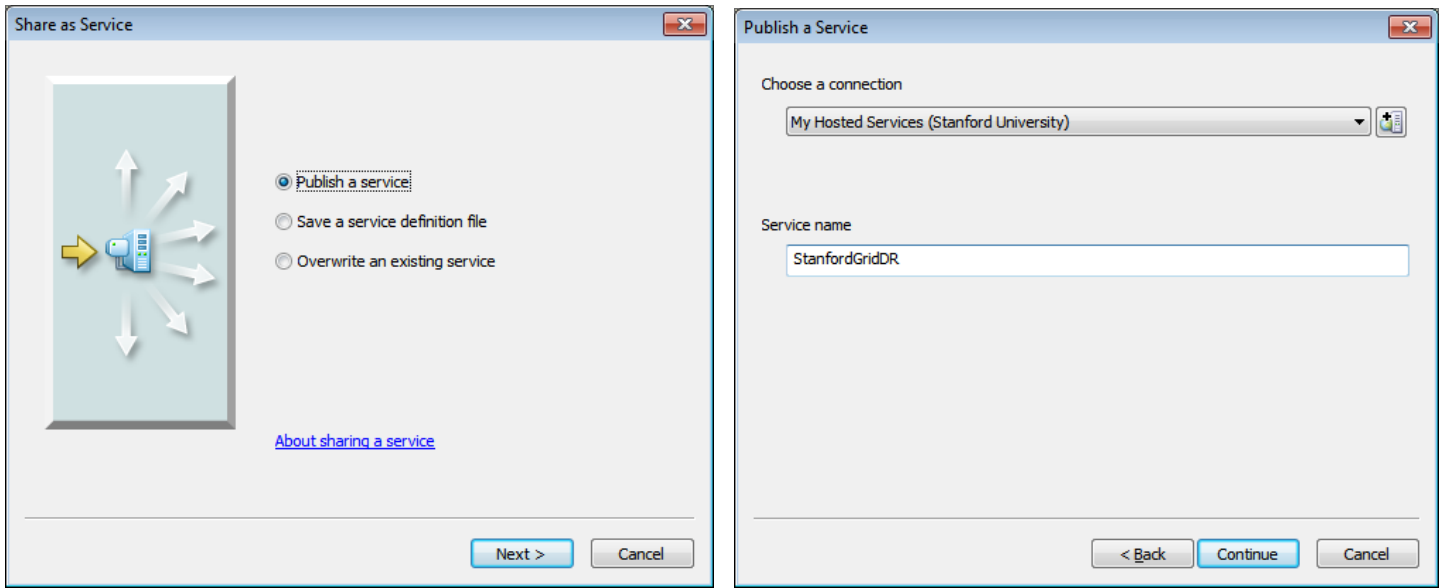 Share as Service
Publish a service
Save a service definition file
Overwrite an existing service
About sharing a service
Next >
Cancel
Publish a Service
Choose a connection
My Hosted Services (Stanford University)
Service name
StanfordGridDR
< Back
Continue
Cancel